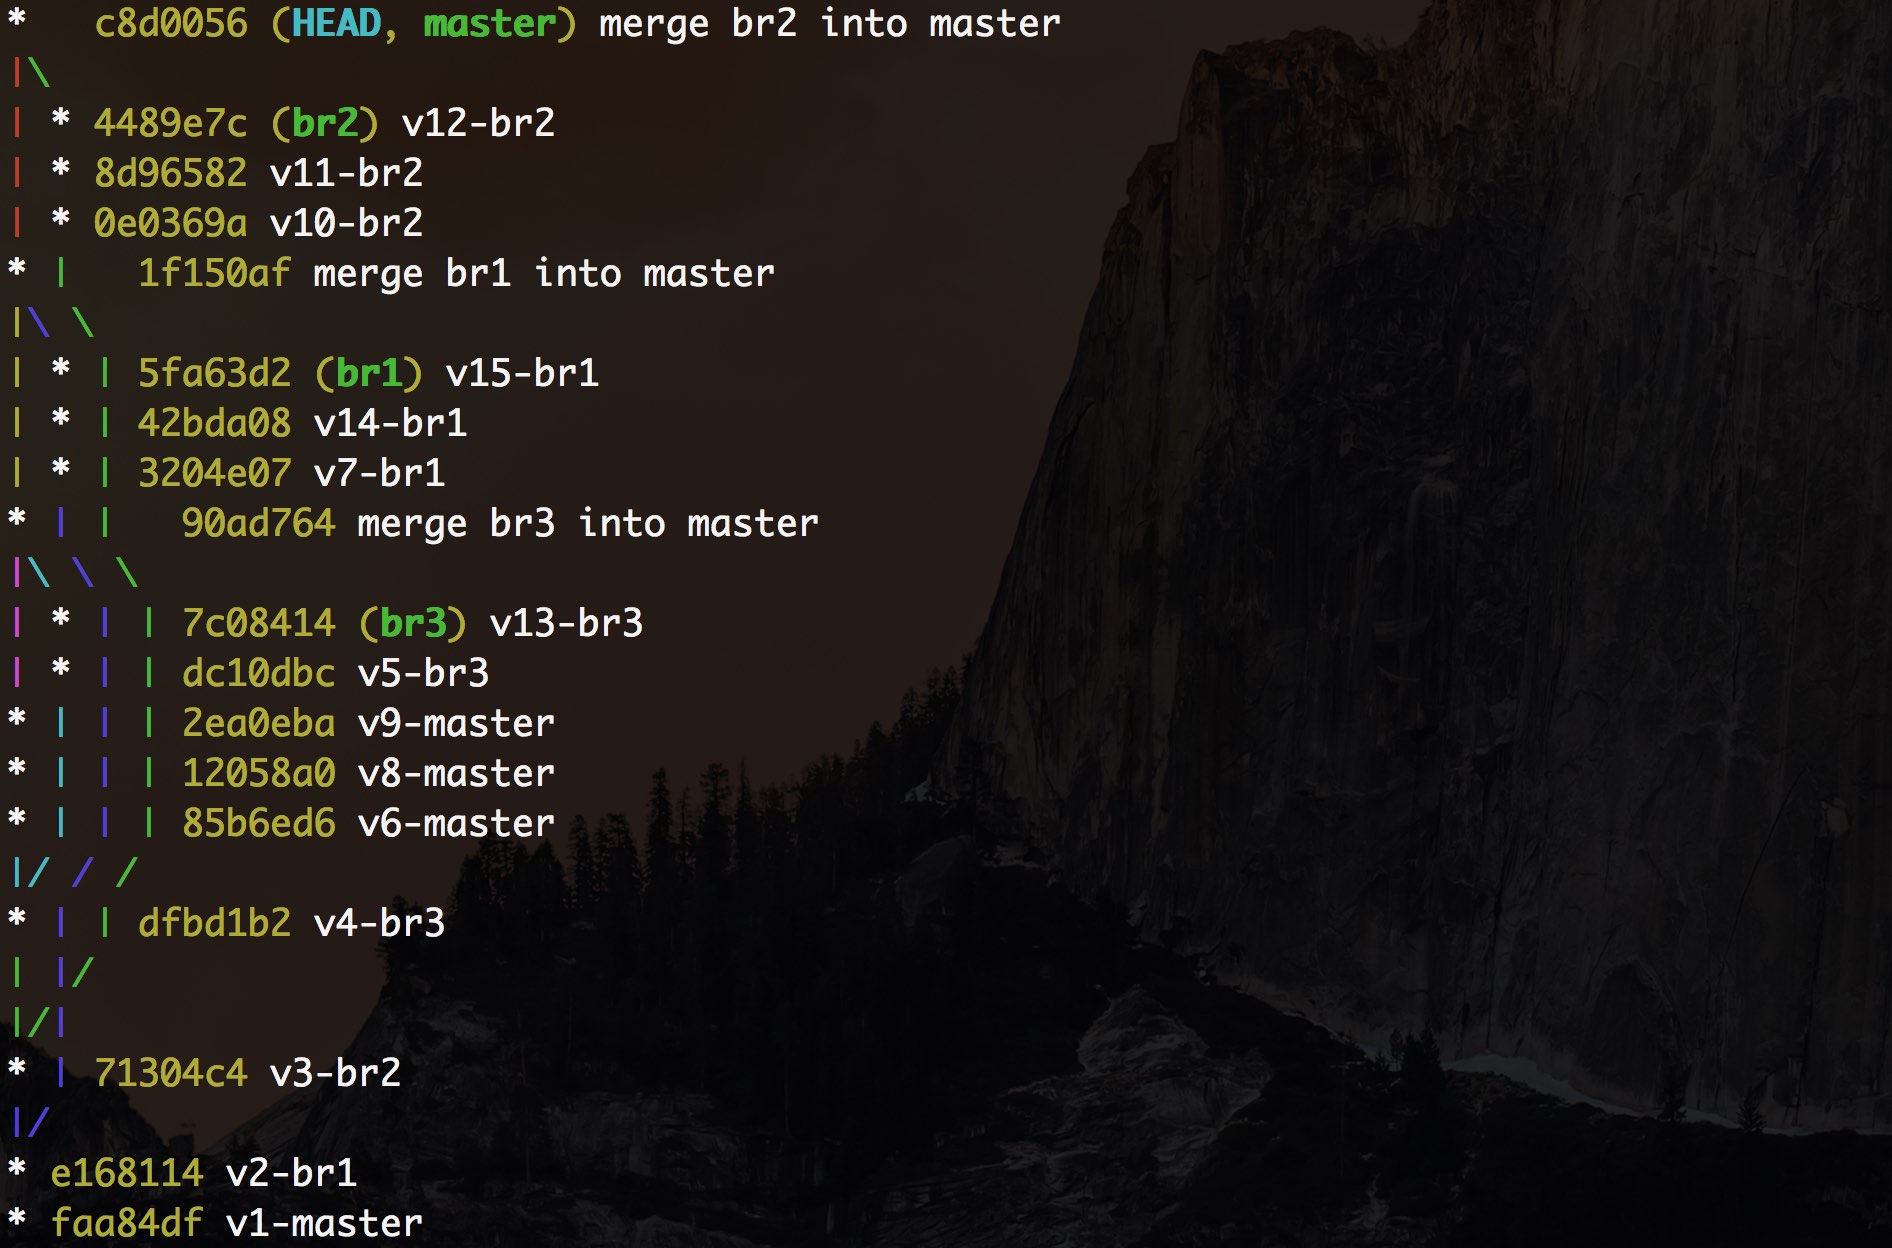 *   c8d0056 (HEAD, master) merge br2 into master
|\
| * 4489e7c (br2) v12-br2
| * 8d96582 v11-br2
| * 0e0369a v10-br2
* |   1f150af merge br1 into master
|\ \
| * | 5fa63d2 (br1) v15-br1
| * | 42bda08 v14-br1
| * | 3204e07 v7-br1
* | |   90ad764 merge br3 into master
|\ \ \
| * | | 7c08414 (br3) v13-br3
| * | | dc10dbc v5-br3
* | | | 2ea0eba v9-master
* | | | 12058a0 v8-master
* | | | 85b6ed6 v6-master
|/ / /
* | | dfbd1b2 v4-br3
| |/
|/|
* | 71304c4 v3-br2
|/
* e168114 v2-br1
* faa84df v1-master